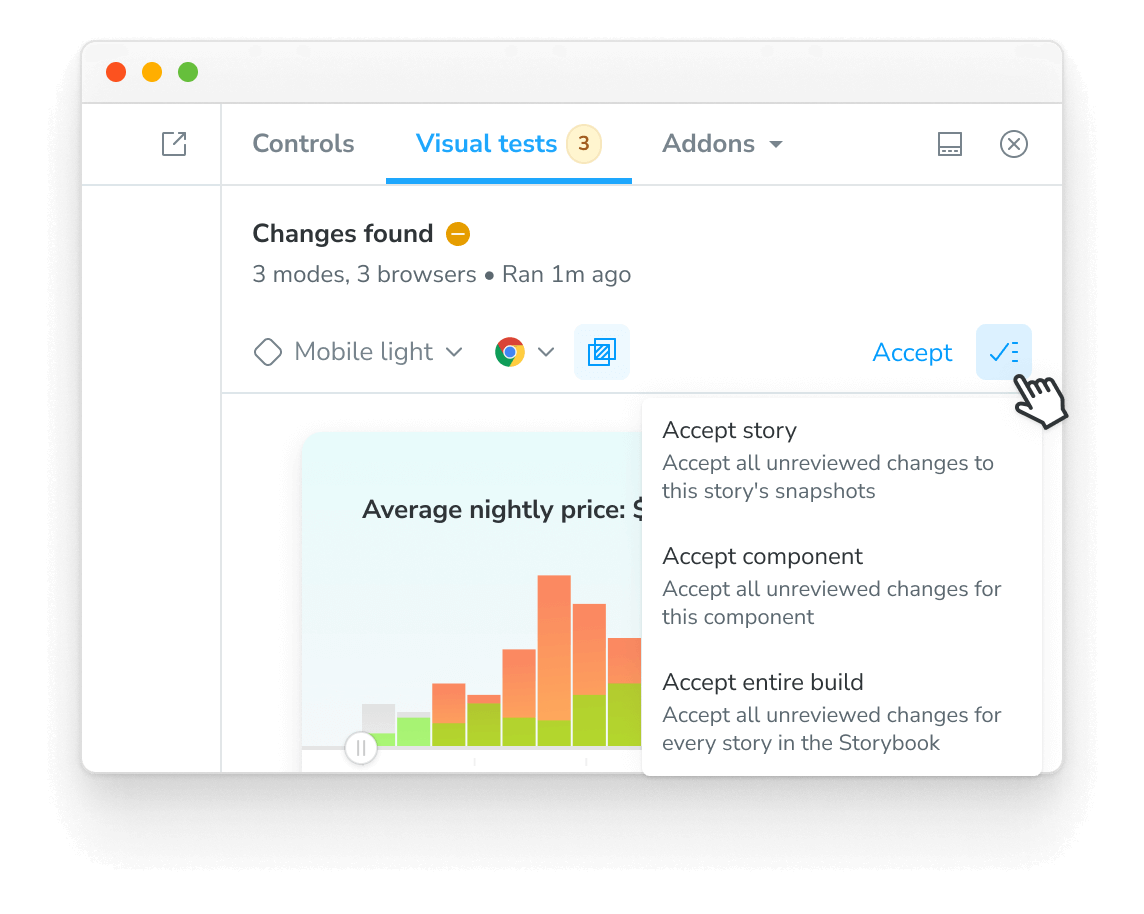 Controls
Visual tests 3
Addons
Changes found
3 modes, 3 browsers • Ran 1m ago
Mobile light
Accept
Accept story
Accept all unreviewed changes to
this story's snapshots
Accept component
Accept all unreviewed changes for
this component
Accept entire build
Accept all unreviewed changes for
every story in the Storybook
Average nightly price: $